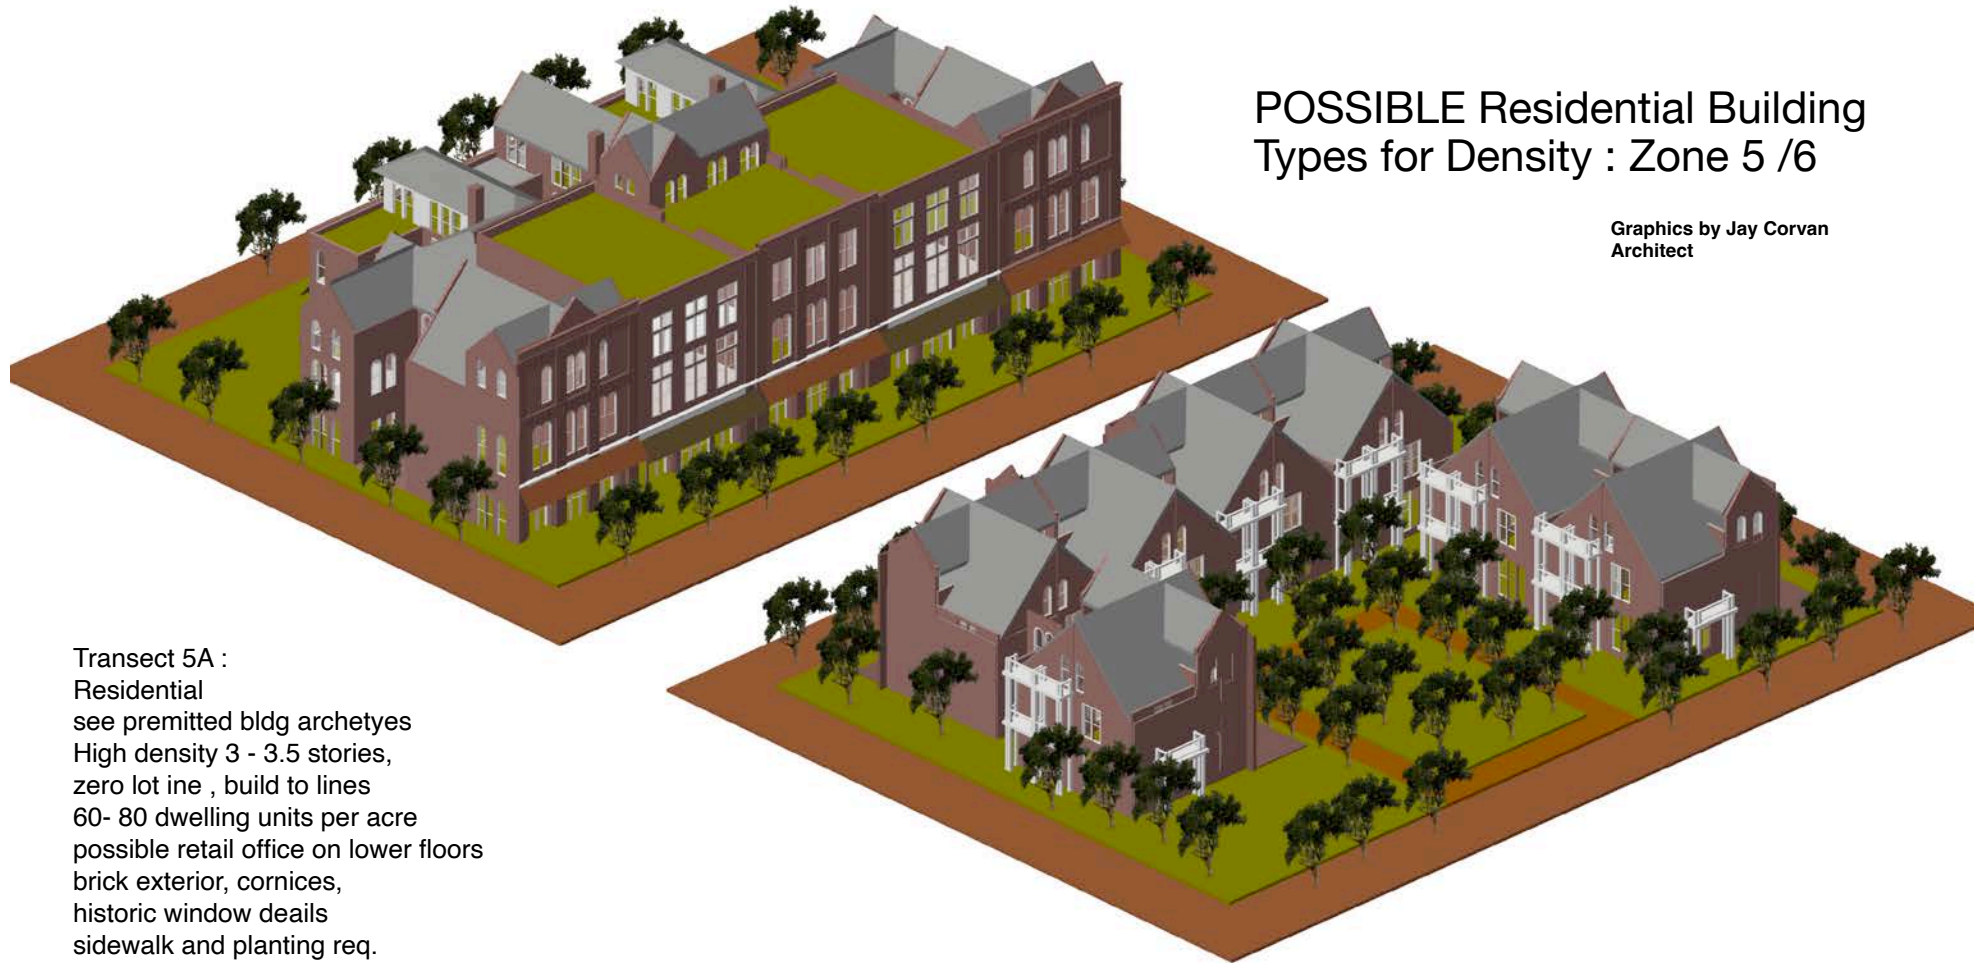 POSSIBLE Residential Building
Types for Density : Zone 5 /6
Graphics by Jay Corvan
Architect
Transect 5A :
Residential
see premitted bldg archetyes
High density 3 - 3.5 stories,
zero lot ine , build to lines
60- 80 dwelling units per acre
possible retail office on lower floors
brick exterior, cornices,
historic window deails
sidewalk and planting req.